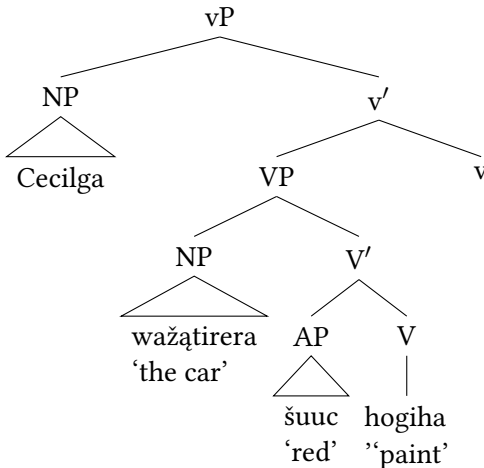 vP
NP v′
Cecilga VP v
NP V′
wažątirera AP V
‘the car’
šuuc hogiha
‘red’ ’‘paint’